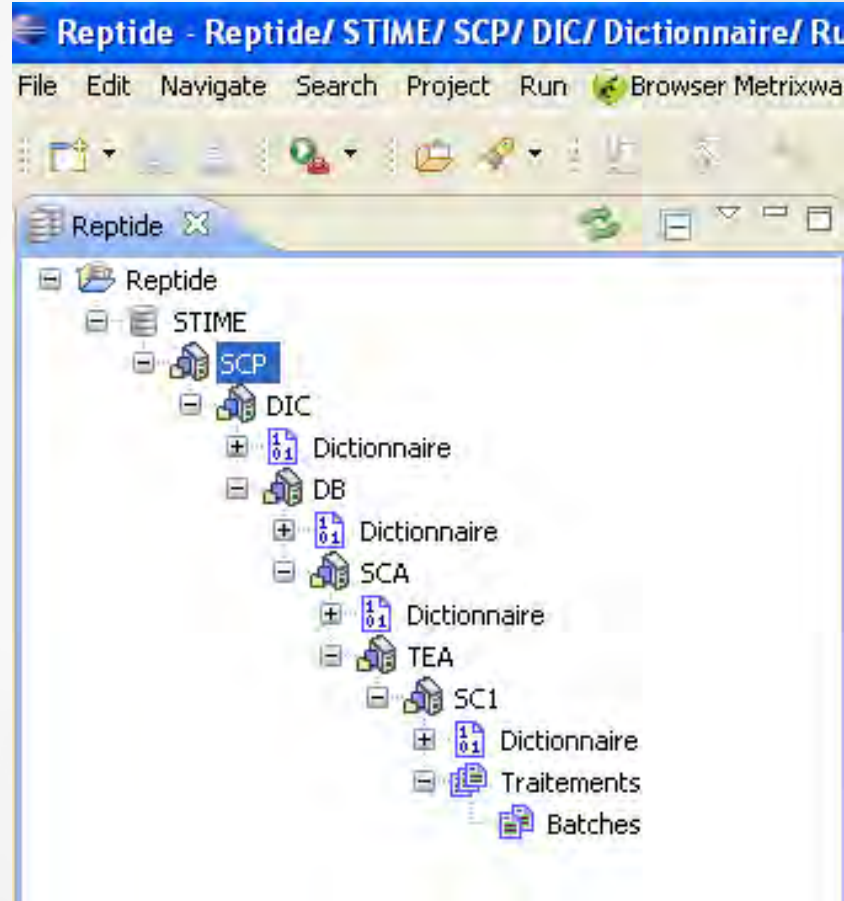 Reptide - Reptide/ STIME/ SCP/ DIC/ Dictionnaire/ Ru
File Edit Navigate Search Project Run Browser Metrixwa
Reptide
Reptide
STIME
SCP
DIC
Dictionnaire
DB
Dictionnaire
SCA
Dictionnaire
TEA
SC1
Dictionnaire
Traitements
Batches